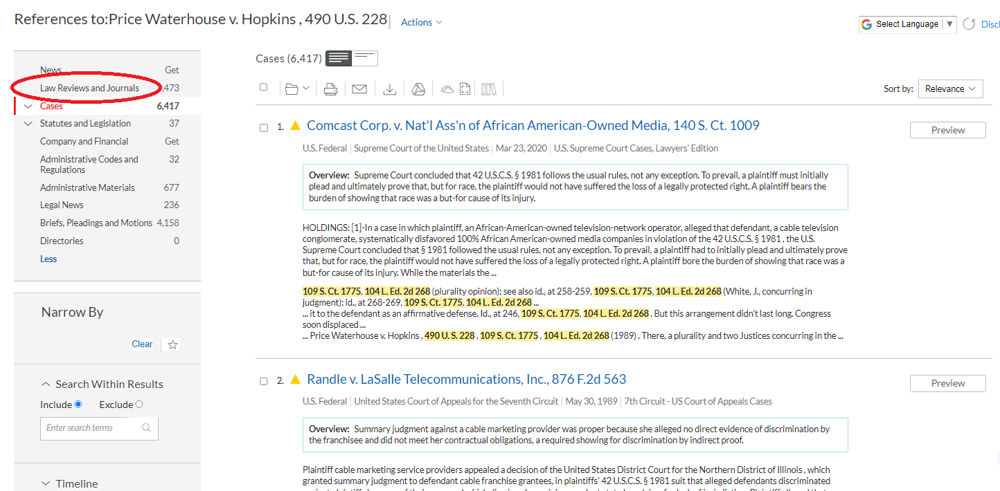 References to:Price Waterhouse v. Hopkins , 490 U.S. 228
Actions
Select Language
News Get
Law Reviews and Journals ,473
Cases 6,417
Statutes and Legislation 37
Company and Financial Get
Administrative Codes and
Regulations 32
Administrative Materials 677
Legal News 236
Briefs, Pleadings and Motions 4,158
Directories 0
Less
Narrow By
Clear
Search Within Results
Include Exclude
Enter search terms
Timeline
Cases (6,417)
Sort by: Relevance
1. Comcast Corp. v. Nat'l Ass'n of African American-Owned Media, 140 S. Ct. 1009
Preview
U.S. Federal | Supreme Court of the United States | Mar 23, 2020 | U.S. Supreme Court Cases, Lawyers' Edition
Overview: Supreme Court concluded that 42 U.S.C.S. § 1981 follows the usual rules, not any exception. To prevail, a plaintiff must initially
plead and ultimately prove that, but for race, the plaintiff would not have suffered the loss of a legally protected right. A plaintiff bears the
burden of showing that race was a but-for cause of its injury.
HOLDINGS: [1]-In a case in which plaintiff, an African-American-owned television-network operator, alleged that defendant, a cable television
conglomerate, systematically disfavored 100% African American-owned media companies in violation of the 42 U.S.C.S. § 1981 , the U.S.
Supreme Court concluded that § 1981 followed the usual rules, not any exception. To prevail, a plaintiff had to initially plead and ultimately prove
that, but for race, the plaintiff would not have suffered the loss of a legally protected right. A plaintiff bore the burden of showing that race was a
but-for cause of its injury. While the materials the ...
109 S. Ct. 1775, 104 L. Ed. 2d 268 (plurality opinion); see also id., at 258-259, 109 S. Ct. 1775, 104 L. Ed. 2d 268 (White, J., concurring in
judgment); id., at 268-269, 109 S. Ct. 1775, 104 L. Ed. 2d 268 ...
... it to the defendant as an affirmative defense. Id., at 246, 109 S. Ct. 1775, 104 L. Ed. 2d 268 . But this arrangement didn't last long. Congress
soon displaced ...
... Price Waterhouse v. Hopkins , 490 U. S. 228 , 109 S. Ct. 1775 , 104 L. Ed. 2d 268 (1989) . There, a plurality and two Justices concurring in the ...
2. Randle v. LaSalle Telecommunications, Inc., 876 F.2d 563
Preview
U.S. Federal | United States Court of Appeals for the Seventh Circuit | May 30, 1989 | 7th Circuit - US Court of Appeals Cases
Overview: Summary judgment against a cable marketing provider was proper because she alleged no direct evidence of discrimination by
the franchisee and did not meet her contractual obligations, a required showing for discrimination by indirect proof.
Plaintiff cable marketing service providers appealed a decision of the United States District Court for the Northern District of Illinois , which
granted summary judgment to defendant cable franchise grantees, in plaintiffs' 42 U.S.C.S. § 1981 suit that alleged defendants discriminated